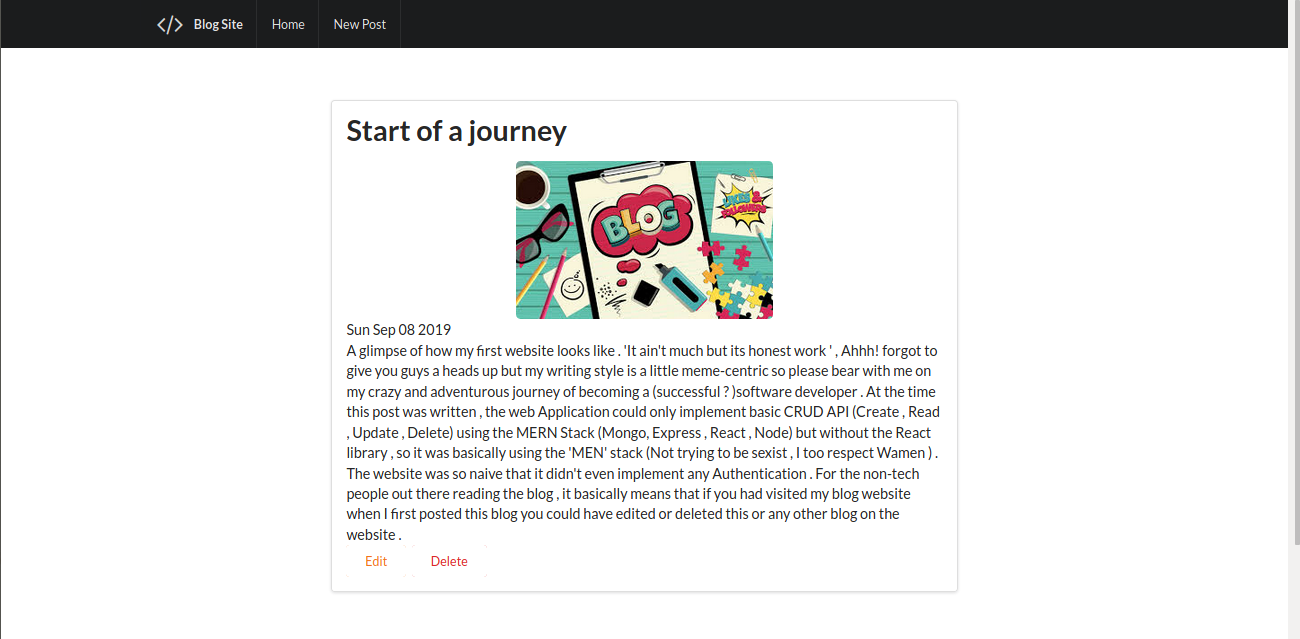 Blog Site Home New Post
Start of a journey
BLOG
LIKES &
FOLLOWERS
Sun Sep 08 2019
A glimpse of how my first website looks like . 'It ain't much but its honest work ' , Ahhh! forgot to
give you guys a heads up but my writing style is a little meme-centric so please bear with me on
my crazy and adventurous journey of becoming a (successful ? )software developer . At the time
this post was written , the web Application could only implement basic CRUD API (Create , Read
, Update , Delete) using the MERN Stack (Mongo, Express , React , Node) but without the React
library , so it was basically using the 'MEN' stack (Not trying to be sexist , I too respect Wamen ) .
The website was so naive that it didn't even implement any Authentication . For the non-tech
people out there reading the blog , it basically means that if you had visited my blog website
when I first posted this blog you could have edited or deleted this or any other blog on the
website .
Edit Delete